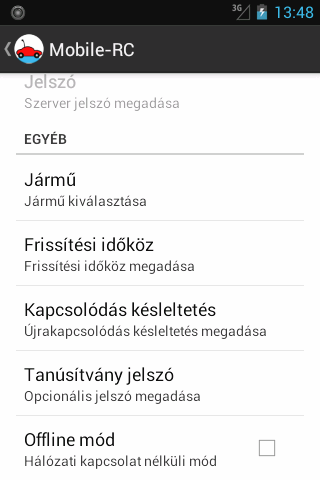 3G 13:48
Mobile-RC
Jelszó
Szerver jelszó megadása
EGYÉB
Jármű
Jármű kiválasztása
Frissítési időköz
Frissítési időköz megadása
Kapcsolódás késleltetés
Újrakapcsolódás késleltetés megadása
Tanúsítvány jelszó
Opcionális jelszó megadása
Offline mód
Hálózati kapcsolat nélküli mód